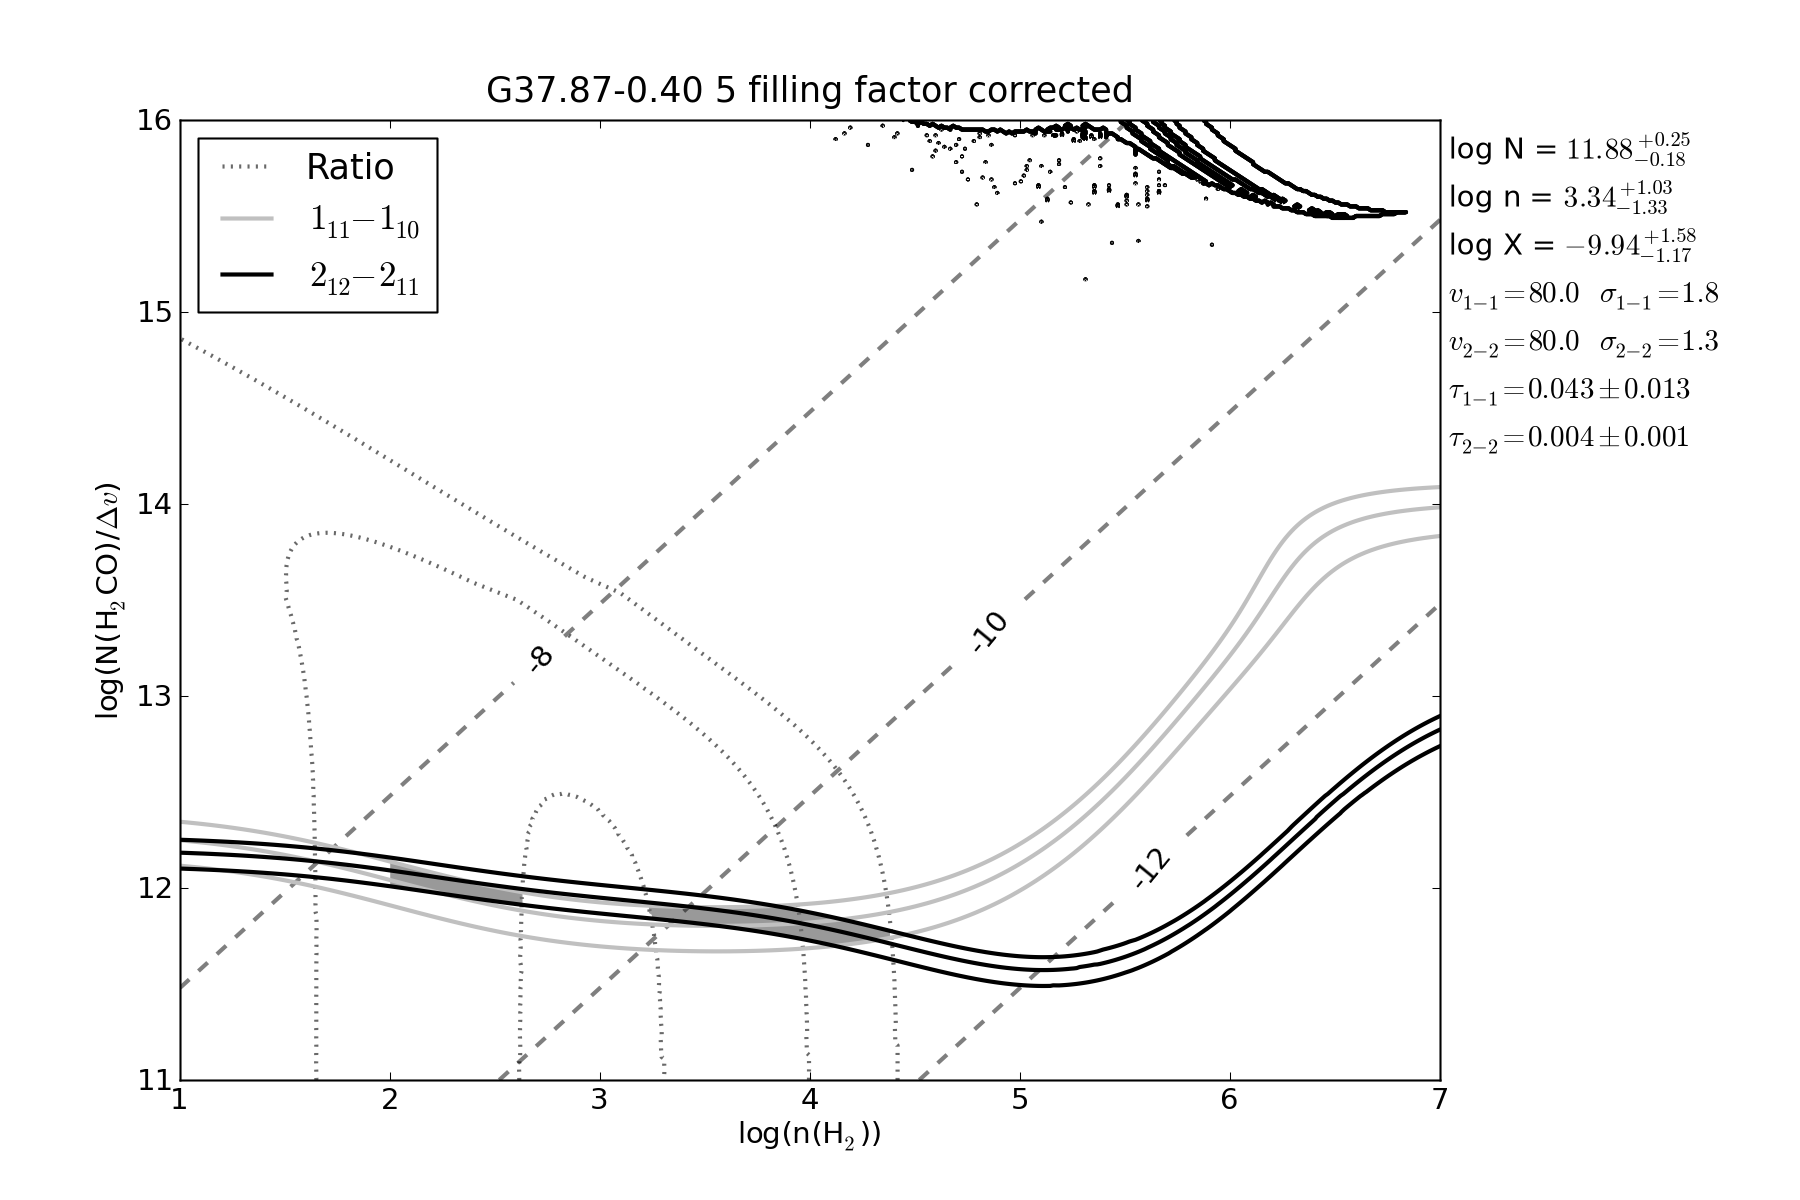 G37.87-0.40 5 filling factor corrected
16
15
14
13
12
11
1 2 3 4 5 6 7
log(N(H₂CO)/Δv)
log(n(H₂))
Ratio
1₁₁−1₁₀
2₁₂−2₁₁
-8
-10
-12
log N = 11.88⁺⁰·²⁵₋₀.₁₈
log n = 3.34⁺¹·⁰³₋₁.₃₃
log X = −9.94⁺¹·⁵⁸₋₁.₁₇
v₁₋₁=80.0 σ₁₋₁=1.8
v₂₋₂=80.0 σ₂₋₂=1.3
τ₁₋₁=0.043±0.013
τ₂₋₂=0.004±0.001